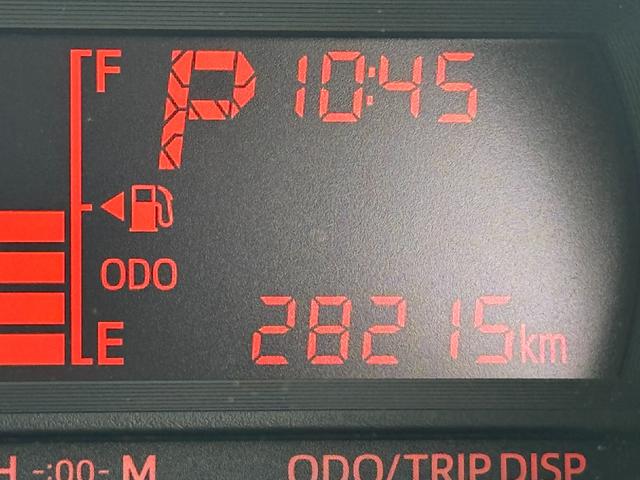 F
P 10:45
ODO
E 28215km
H -:00- M ODO/TRIP DISP